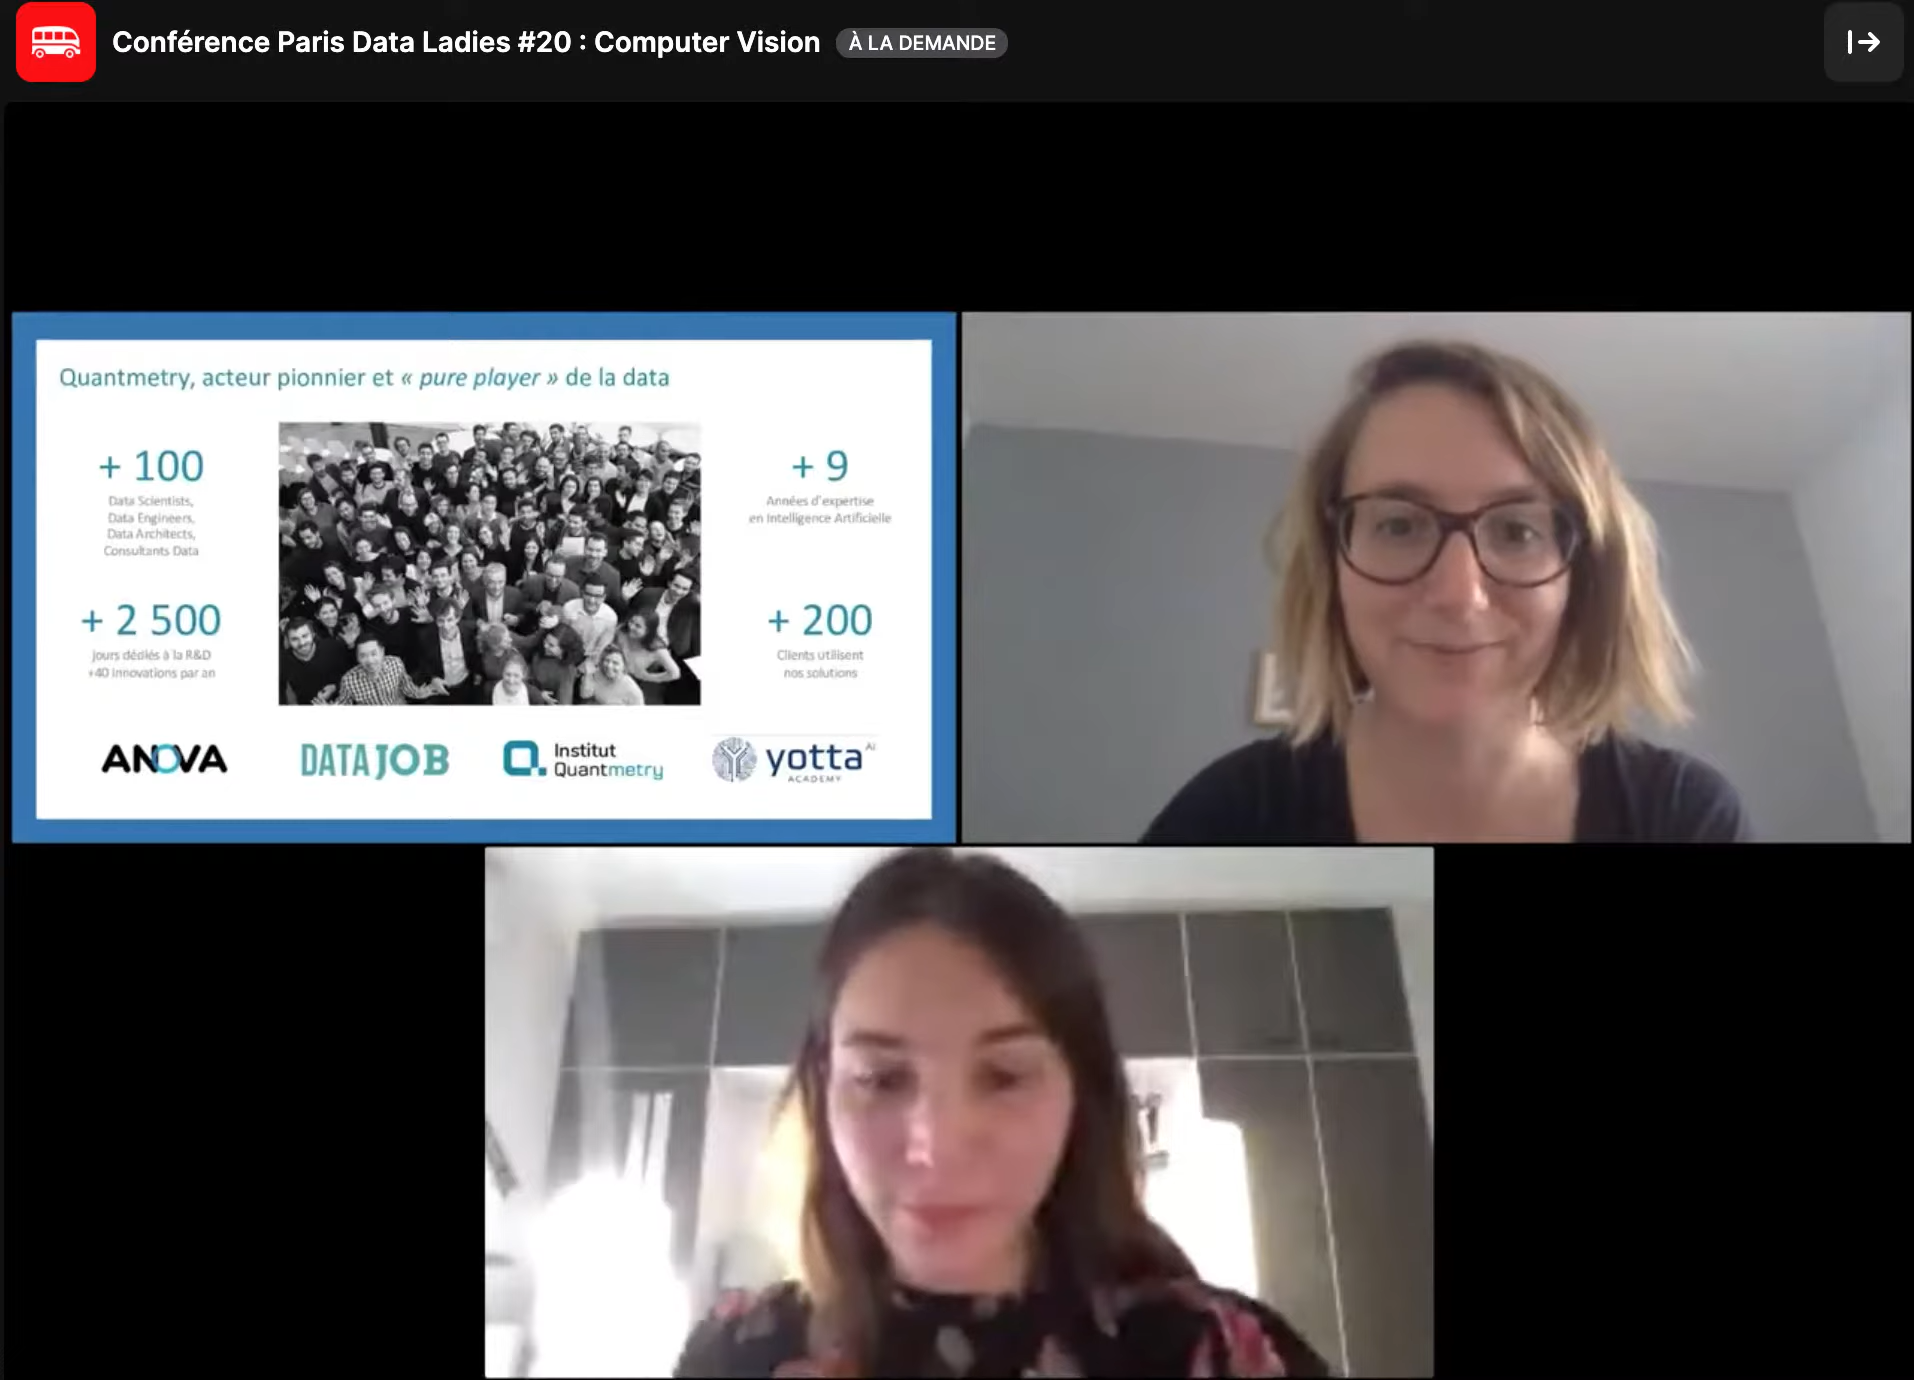 Conférence Paris Data Ladies #20 : Computer Vision
À LA DEMANDE
Quantmetry, acteur pionnier et « pure player » de la data
+ 100
Data Scientists,
Data Engineers,
Data Architects,
Consultants Data
+ 2 500
jours dédiés à la R&D
+40 innovations par an
+ 9
Années d'expertise
en Intelligence Artificielle
+ 200
Clients utilisent
nos solutions
ANOVA
DATAJOB
Institut
Quantmetry
yotta AI
ACADEMY